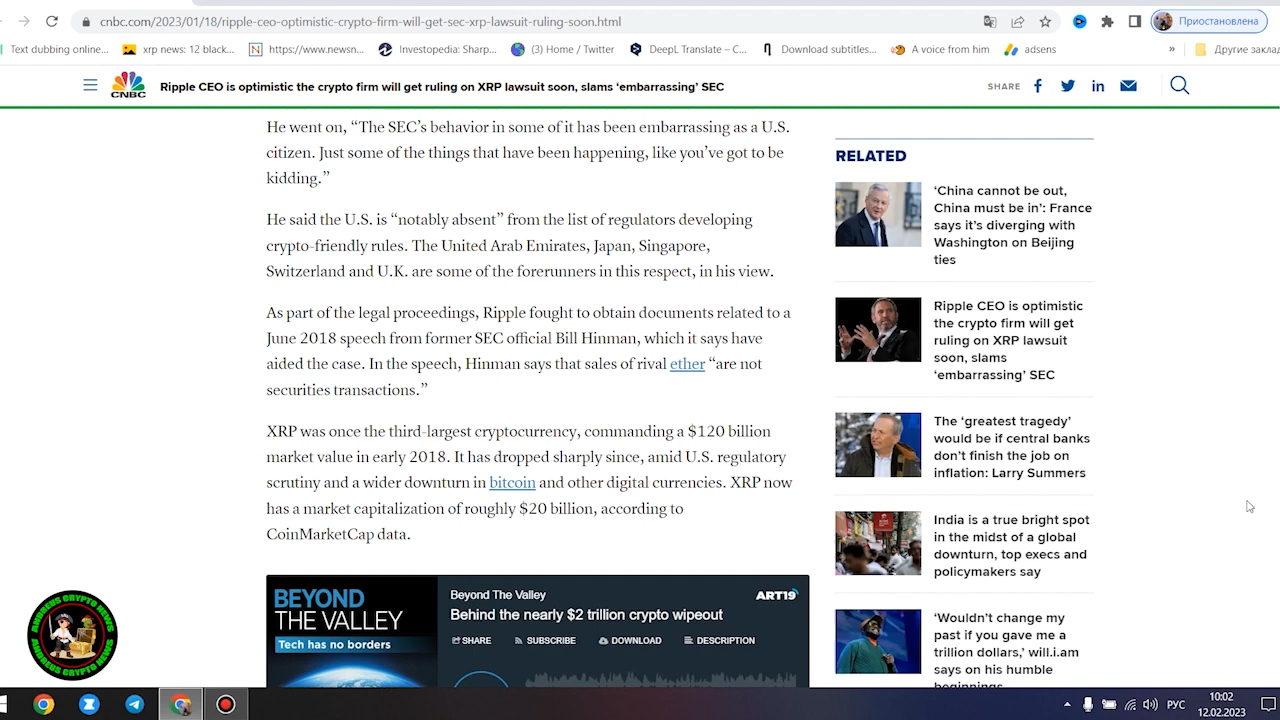 cnbc.com/2023/01/18/ripple-ceo-optimistic-crypto-firm-will-get-sec-xrp-lawsuit-ruling-soon.html
Приостановлена
Text dubbing online...
xrp news: 12 black...
https://www.newsn...
Investopedia: Sharp...
(3) Home / Twitter
DeepL Translate – C...
Download subtitles...
A voice from him
adsens
»
Другие заклад
CNBC
Ripple CEO is optimistic the crypto firm will get ruling on XRP lawsuit soon, slams ‘embarrassing’ SEC
SHARE
He went on, “The SEC’s behavior in some of it has been embarrassing as a U.S.
citizen. Just some of the things that have been happening, like you’ve got to be
kidding.”
He said the U.S. is “notably absent” from the list of regulators developing
crypto-friendly rules. The United Arab Emirates, Japan, Singapore,
Switzerland and U.K. are some of the forerunners in this respect, in his view.
As part of the legal proceedings, Ripple fought to obtain documents related to a
June 2018 speech from former SEC official Bill Hinman, which it says have
aided the case. In the speech, Hinman says that sales of rival ether “are not
securities transactions.”
XRP was once the third-largest cryptocurrency, commanding a $120 billion
market value in early 2018. It has dropped sharply since, amid U.S. regulatory
scrutiny and a wider downturn in bitcoin and other digital currencies. XRP now
has a market capitalization of roughly $20 billion, according to
CoinMarketCap data.
BEYOND
THE VALLEY
Tech has no borders
Beyond The Valley
Behind the nearly $2 trillion crypto wipeout
ART19
SHARE
SUBSCRIBE
DOWNLOAD
DESCRIPTION
RELATED
‘China cannot be out,
China must be in’: France
says it’s diverging with
Washington on Beijing
ties
Ripple CEO is optimistic
the crypto firm will get
ruling on XRP lawsuit
soon, slams
‘embarrassing’ SEC
The ‘greatest tragedy’
would be if central banks
don’t finish the job on
inflation: Larry Summers
India is a true bright spot
in the midst of a global
downturn, top execs and
policymakers say
‘Wouldn’t change my
past if you gave me a
trillion dollars,’ will.i.am
says on his humble
beginnings
ANDREUS CRYPTO NEWS
ANDREUS CRYPTO NEWS
РУС
10:02
12.02.2023